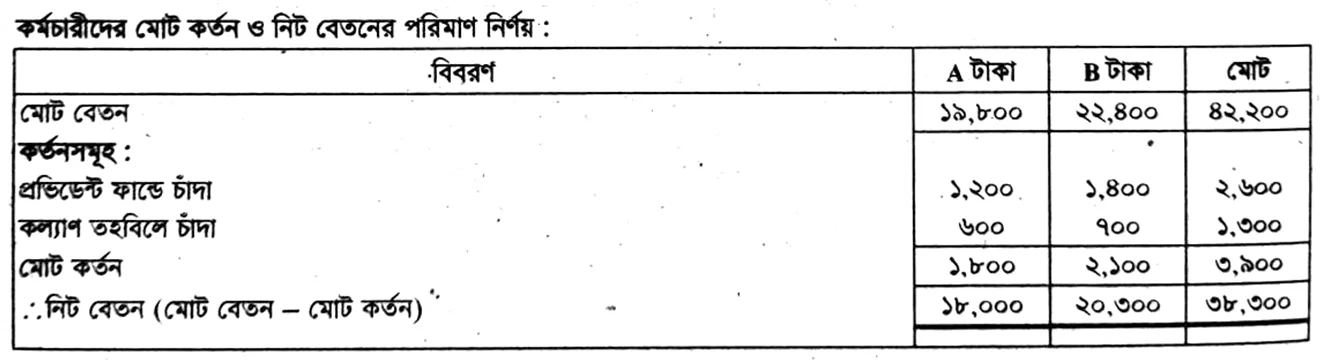 কর্মচারীদের মোট কর্তন ও নিট বেতনের পরিমাণ নির্ণয় :
বিবরণ A টাকা B টাকা মোট
মোট বেতন ১৯,৮০০ ২২,৪০০ ৪২,২০০
কর্তনসমূহ :
প্রভিডেন্ট ফান্ডে চাঁদা ১,২০০ ১,৪০০ ২,৬০০
কল্যাণ তহবিলে চাঁদা ৬০০ ৭০০ ১,৩০০
মোট কর্তন ১,৮০০ ২,১০০ ৩,৯০০
∴ নিট বেতন (মোট বেতন – মোট কর্তন) ১৮,০০০ ২০,৩০০ ৩৮,৩০০